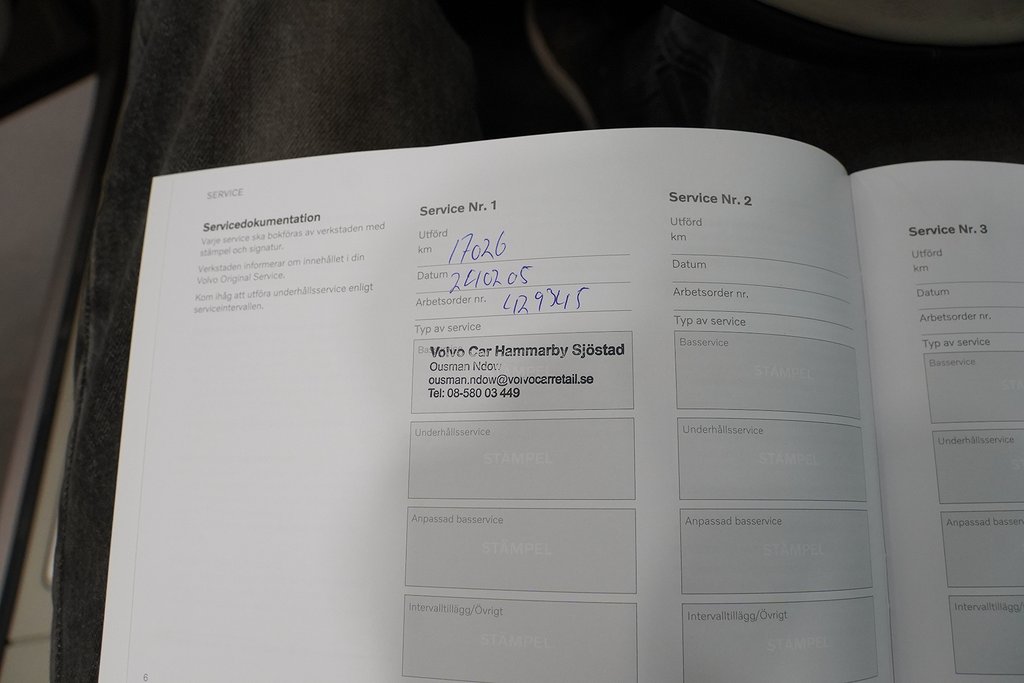 SERVICE
Servicedokumentation
Varje service ska bokföras av verkstaden med
stämpel och signatur.
Verkstaden informerar om innehållet i din
Volvo Original Service.
Kom ihåg att utföra underhållsservice enligt
serviceintervallen.
6
Service Nr. 1
Utförd
km 17026
Datum 240205
Arbetsorder nr. 429345
Typ av service
Volvo Car Hammarby Sjöstad
Ousman Ndow
ousman.ndow@volvocarretail.se
Tel: 08-580 03 449
Underhållsservice
STÄMPEL
Anpassad basservice
STÄMPEL
Intervalltillägg/Övrigt
STÄMPEL
Service Nr. 2
Utförd
km
Datum
Arbetsorder nr.
Typ av service
Basservice
STÄMPEL
Underhållsservice
STÄMPEL
Anpassad basservice
STÄMPEL
Intervalltillägg/Övrigt
STÄMPEL
Service Nr. 3
Utförd
km
Datum
Arbetsorder nr.
Typ av service
Basservice
Underhållsservice
Anpassad basser
Intervalltillägg/